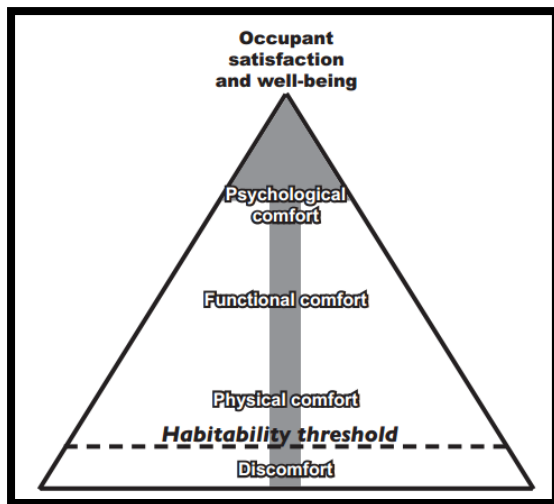 Occupant
satisfaction
and well-being
Psychological
comfort
Functional comfort
Physical comfort
Habitability threshold
Discomfort